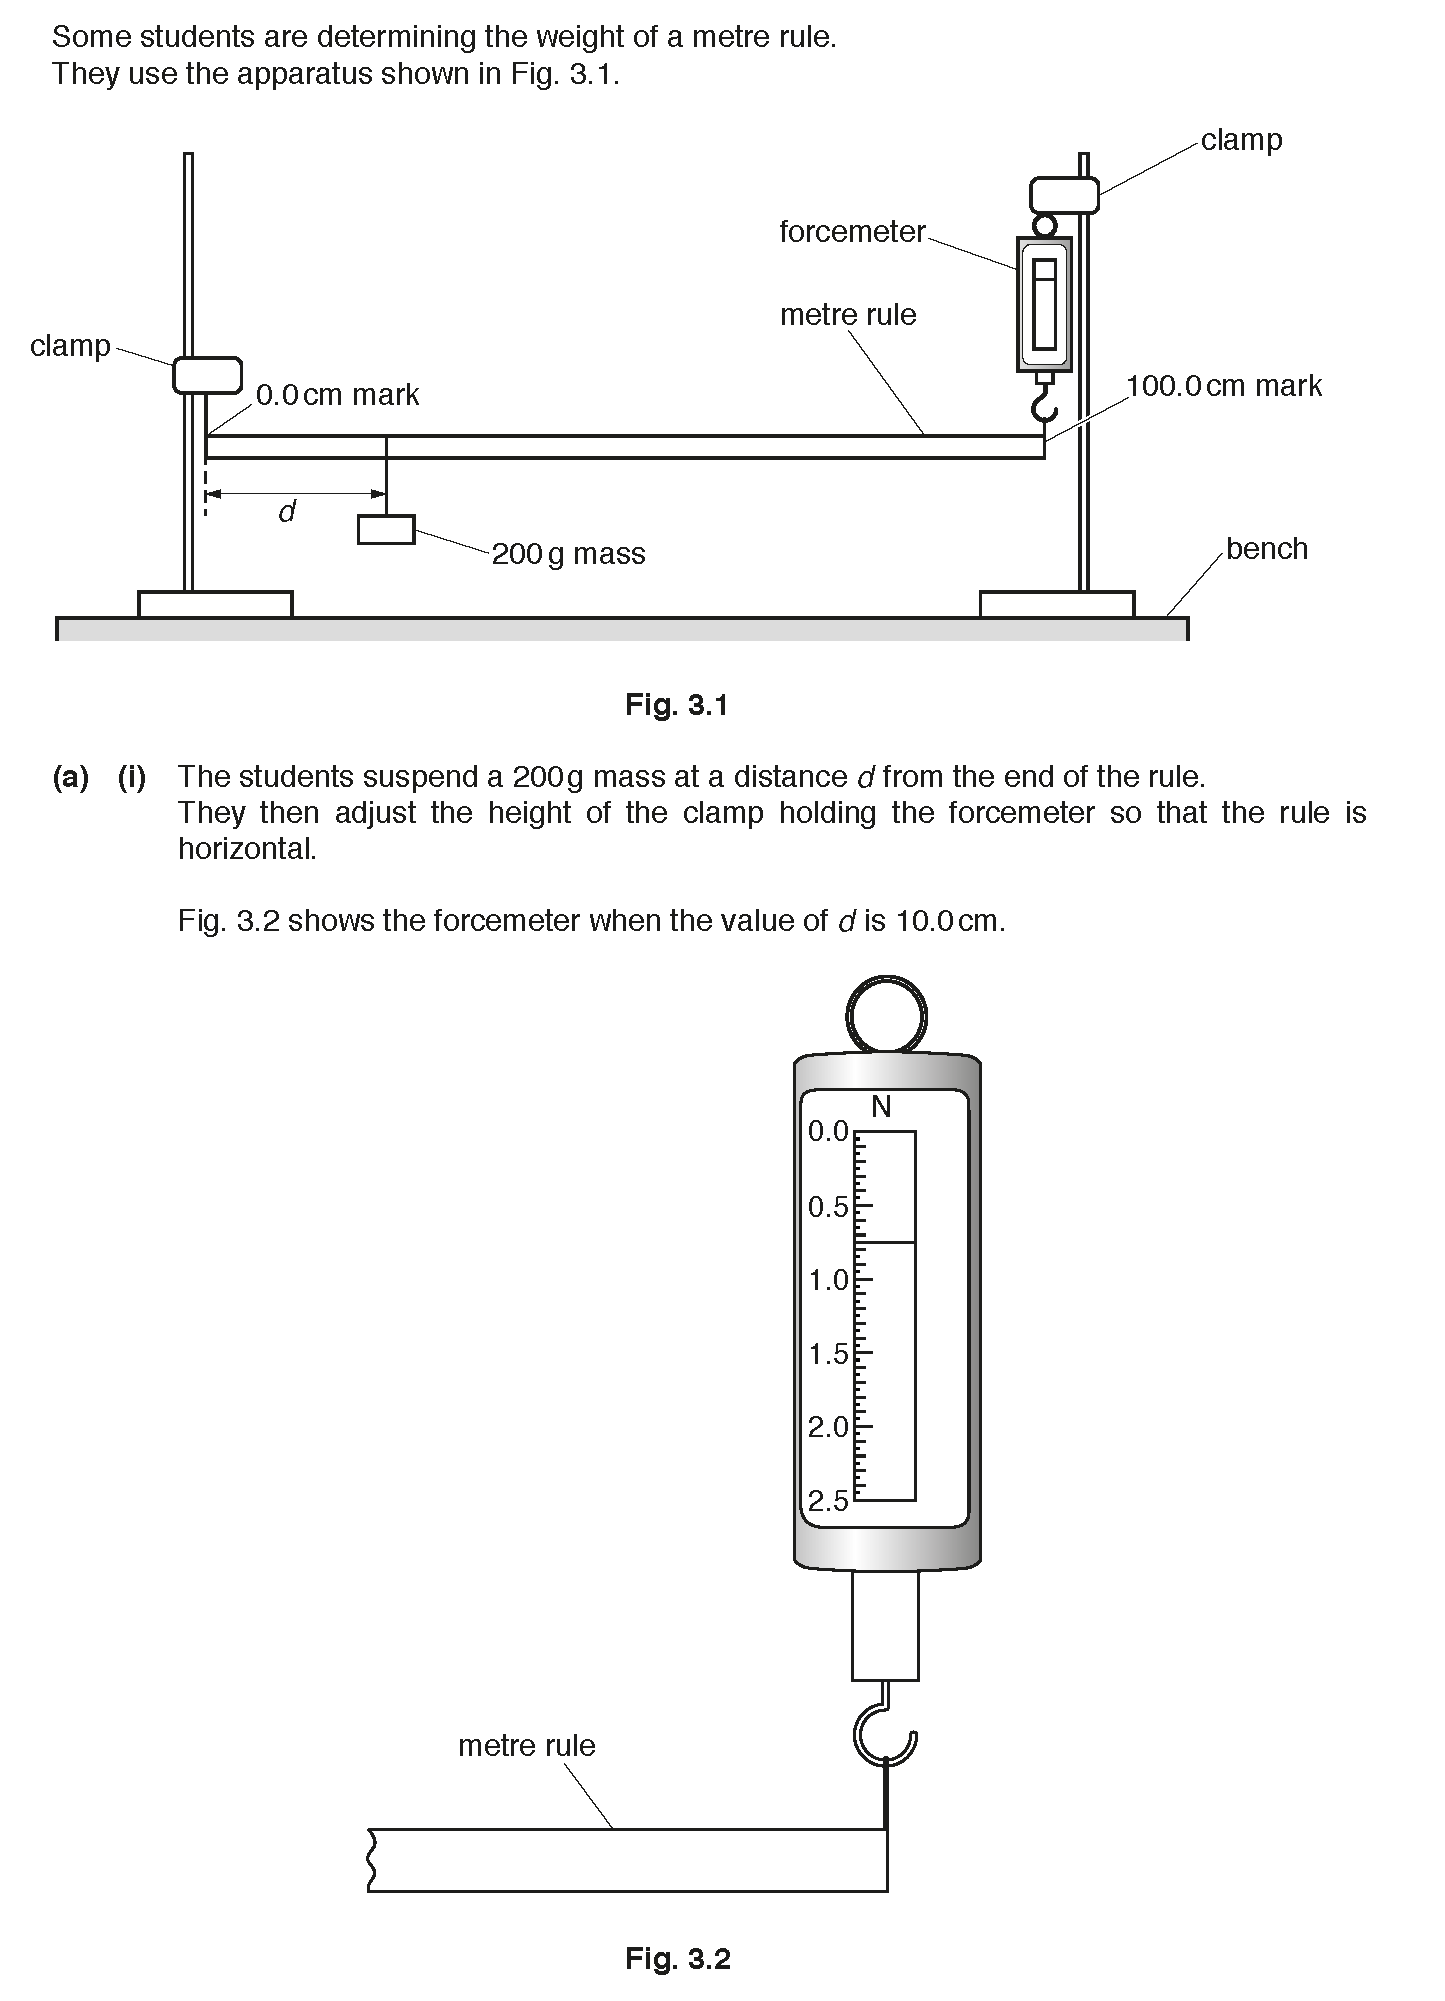 Some students are determining the weight of a metre rule.
They use the apparatus shown in Fig. 3.1.
clamp
forcemeter
metre rule
clamp
0.0 cm mark
100.0 cm mark
d
200 g mass
bench
Fig. 3.1
(a) (i) The students suspend a 200 g mass at a distance d from the end of the rule.
They then adjust the height of the clamp holding the forcemeter so that the rule is
horizontal.
Fig. 3.2 shows the forcemeter when the value of d is 10.0 cm.
N
0.0
0.5
1.0
1.5
2.0
2.5
metre rule
Fig. 3.2